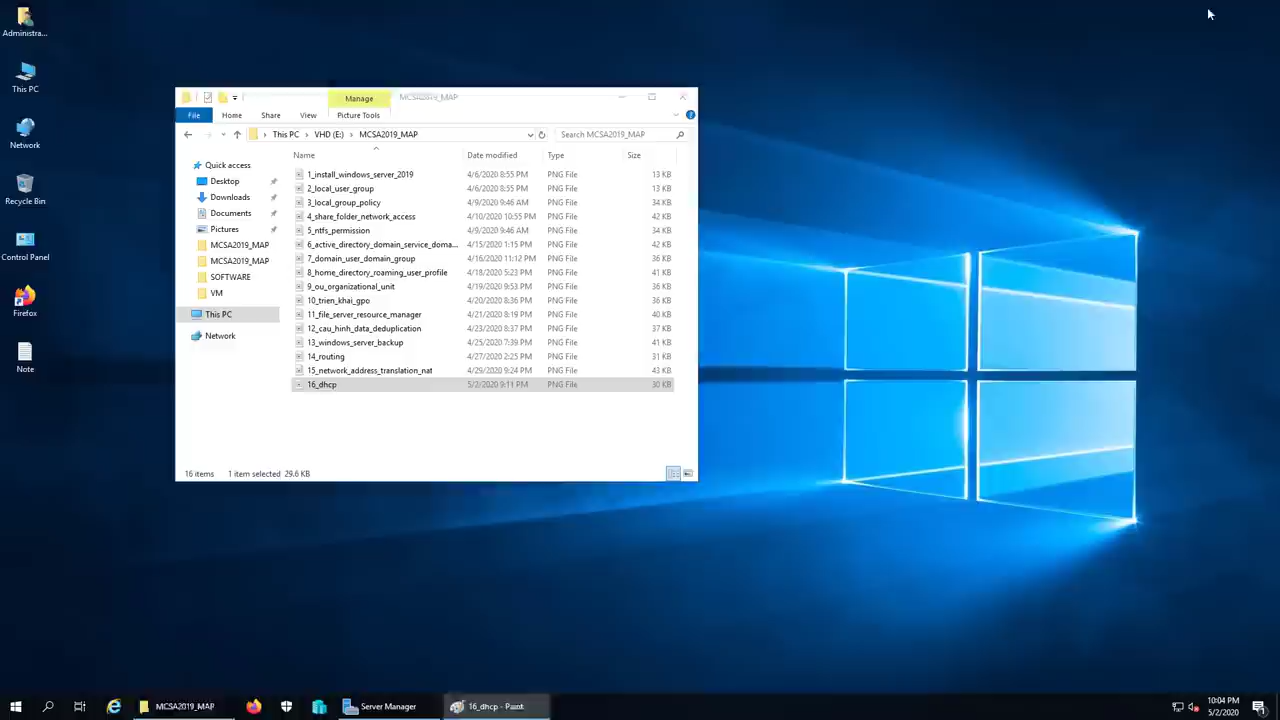 Administra...
This PC
Network
Recycle Bin
Control Panel
Firefox
Note
Manage
MCSA2019_MAP
File
Home
Share
View
Picture Tools
This PC
VHD (E:)
MCSA2019_MAP
Search MCSA2019_MAP
Quick access
Desktop
Downloads
Documents
Pictures
MCSA2019_MAP
MCSA2019_MAP
SOFTWARE
VM
This PC
Network
Name Date modified Type Size
1_install_windows_server_2019 4/6/2020 8:55 PM PNG File 13 KB
2_local_user_group 4/6/2020 8:55 PM PNG File 13 KB
3_local_group_policy 4/9/2020 9:46 AM PNG File 34 KB
4_share_folder_network_access 4/10/2020 10:55 PM PNG File 42 KB
5_ntfs_permission 4/9/2020 9:46 AM PNG File 34 KB
6_active_directory_domain_service_doma... 4/15/2020 1:15 PM PNG File 42 KB
7_domain_user_domain_group 4/16/2020 11:12 PM PNG File 36 KB
8_home_directory_roaming_user_profile 4/18/2020 5:23 PM PNG File 41 KB
9_ou_organizational_unit 4/19/2020 9:53 PM PNG File 36 KB
10_trien_khai_gpo 4/20/2020 8:36 PM PNG File 36 KB
11_file_server_resource_manager 4/21/2020 8:19 PM PNG File 40 KB
12_cau_hinh_data_deduplication 4/23/2020 8:37 PM PNG File 37 KB
13_windows_server_backup 4/25/2020 7:39 PM PNG File 41 KB
14_routing 4/27/2020 2:25 PM PNG File 31 KB
15_network_address_translation_nat 4/29/2020 9:24 PM PNG File 43 KB
16_dhcp 5/2/2020 9:11 PM PNG File 30 KB
16 items 1 item selected 29.6 KB
MCSA2019_MAP
Server Manager
16_dhcp - Paint
10:04 PM
5/2/2020